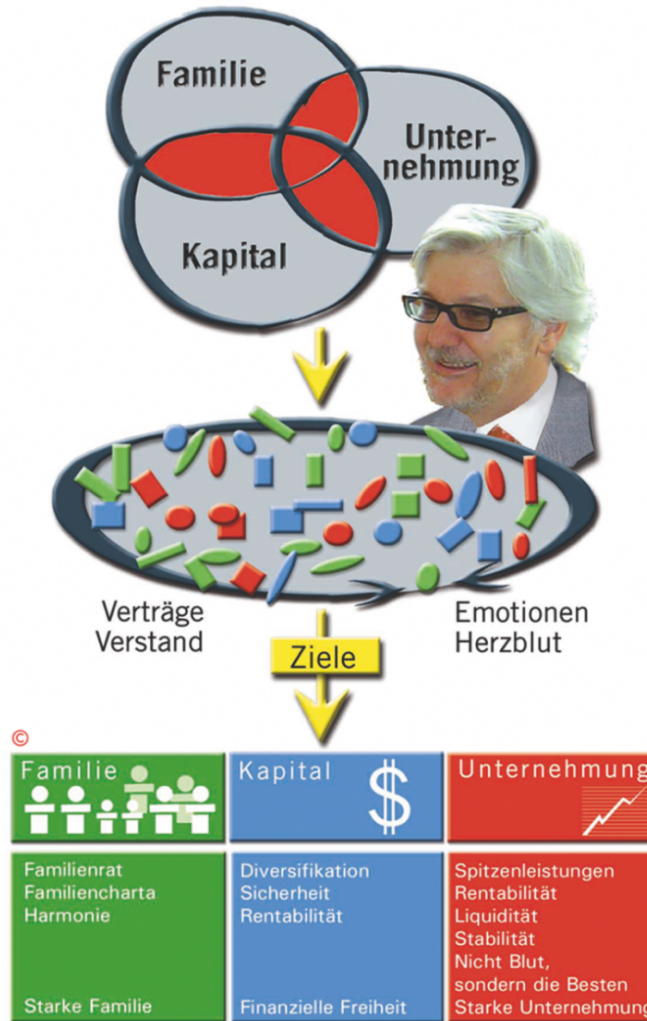 Familie
Unter-
nehmung
Kapital
Verträge
Verstand
Emotionen
Herzblut
Ziele
©
Familie
Kapital
$
Unternehmung
Familienrat
Familiencharta
Harmonie
Starke Familie
Diversifikation
Sicherheit
Rentabilität
Finanzielle Freiheit
Spitzenleistungen
Rentabilität
Liquidität
Stabilität
Nicht Blut,
sondern die Besten
Starke Unternehmung